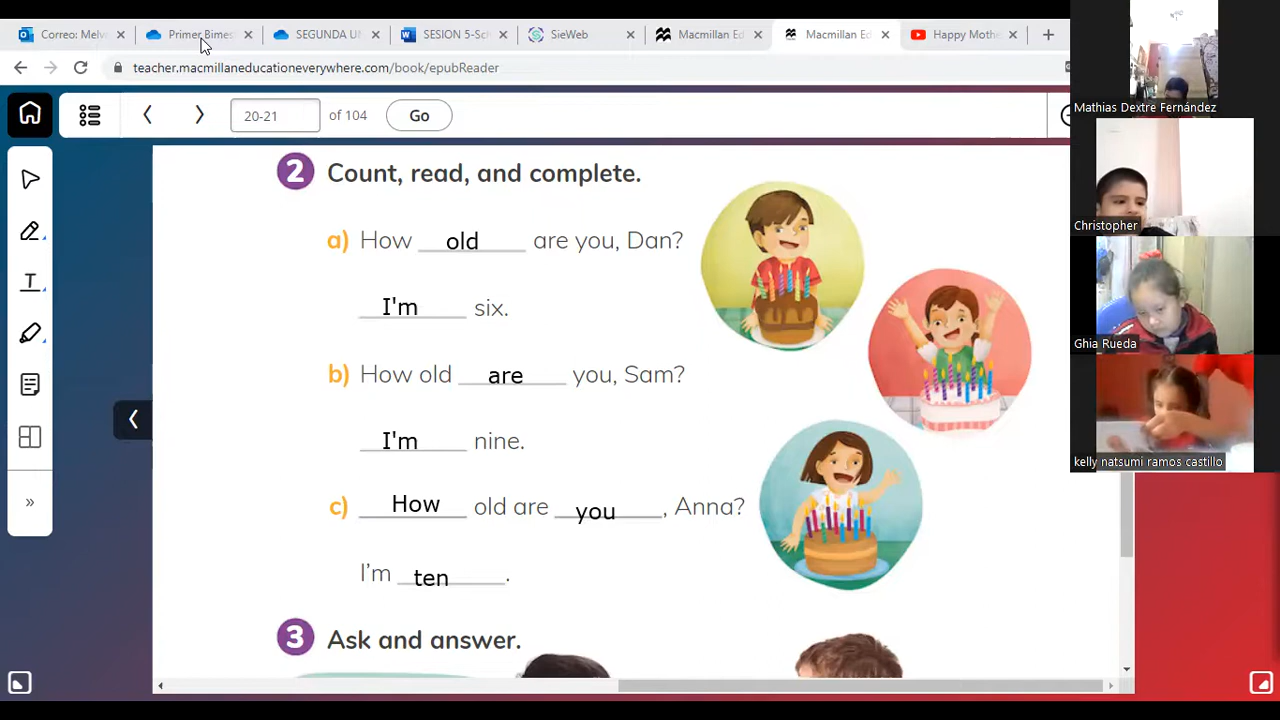 Correo: Melv
Primer Bimes
SEGUNDA UN
SESION 5-S
SieWeb
Macmillan Ed
Macmillan Ed
Happy Moth
teacher.macmillaneducationeverywhere.com/book/epubReader
20-21 of 104 Go
2 Count, read, and complete.
a) How old are you, Dan?
I'm six.
b) How old are you, Sam?
I'm nine.
c) How old are you, Anna?
I'm ten.
3 Ask and answer.
Mathias Dextre Fernández
Christopher
Ghia Rueda
kelly natsumi ramos castillo